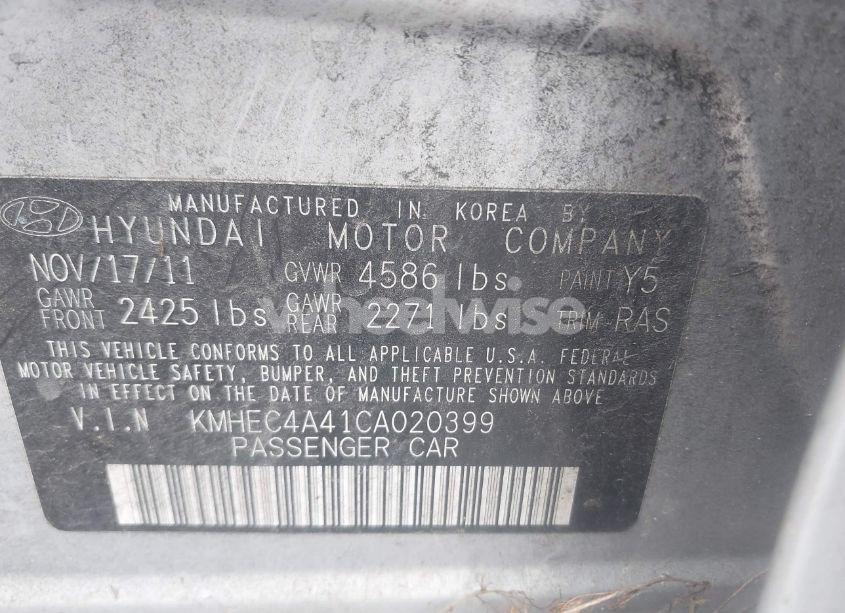 MANUFACTURED IN KOREA BY
HYUNDAI MOTOR COMPANY
NOV/17/11 GVWR 4586 lbs PAINT Y5
GAWR FRONT 2425 lbs GAWR REAR 2271 lbs TRIM RAS
THIS VEHICLE CONFORMS TO ALL APPLICABLE U.S.A. FEDERAL
MOTOR VEHICLE SAFETY, BUMPER, AND THEFT PREVENTION STANDARDS
IN EFFECT ON THE DATE OF MANUFACTURE SHOWN ABOVE
V.I.N KMHEC4A41CA020399
PASSENGER CAR
wheelwise